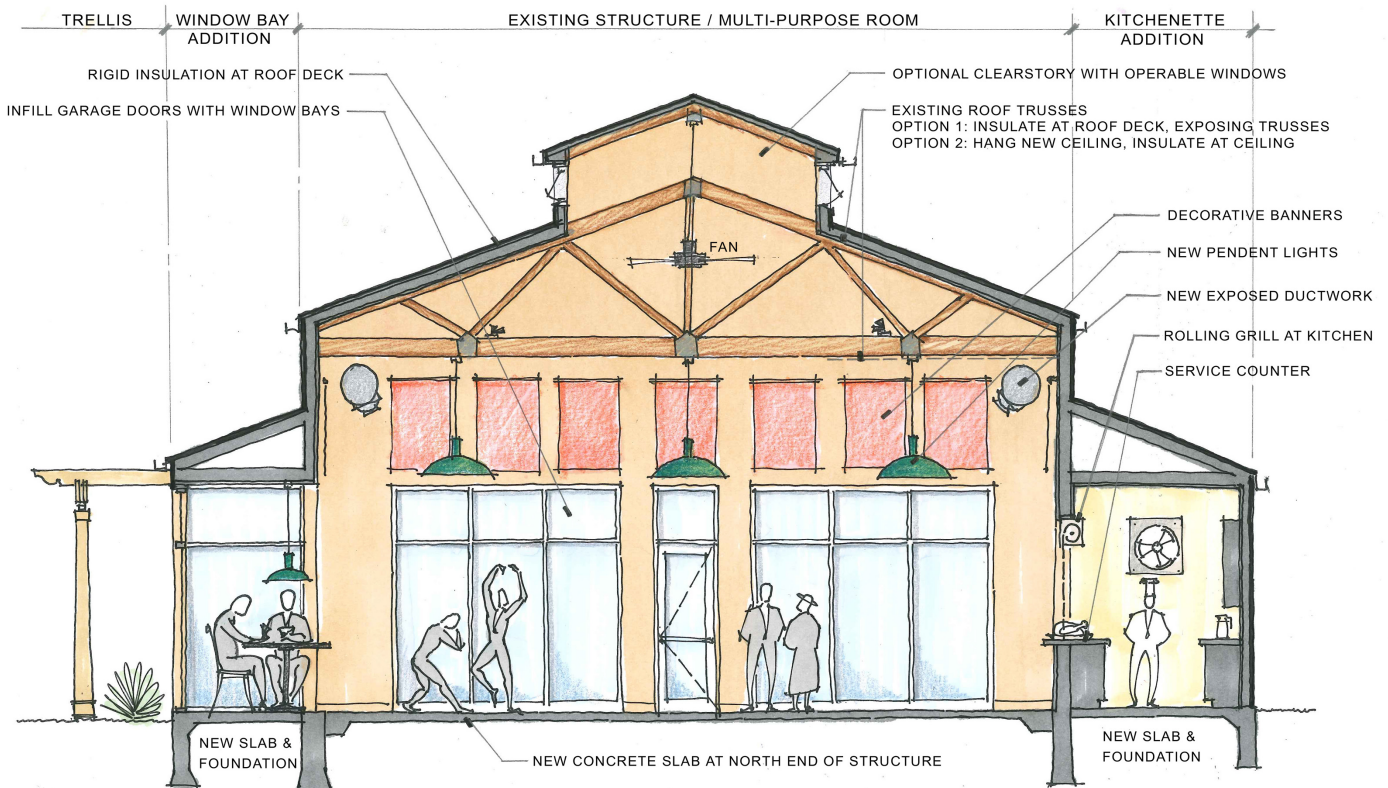 TRELLIS
WINDOW BAY
ADDITION
EXISTING STRUCTURE / MULTI-PURPOSE ROOM
KITCHENETTE
ADDITION
RIGID INSULATION AT ROOF DECK
INFILL GARAGE DOORS WITH WINDOW BAYS
OPTIONAL CLEARSTORY WITH OPERABLE WINDOWS
EXISTING ROOF TRUSSES
OPTION 1: INSULATE AT ROOF DECK, EXPOSING TRUSSES
OPTION 2: HANG NEW CEILING, INSULATE AT CEILING
DECORATIVE BANNERS
FAN
NEW PENDENT LIGHTS
NEW EXPOSED DUCTWORK
ROLLING GRILL AT KITCHEN
SERVICE COUNTER
NEW SLAB &
FOUNDATION
NEW CONCRETE SLAB AT NORTH END OF STRUCTURE
NEW SLAB &
FOUNDATION